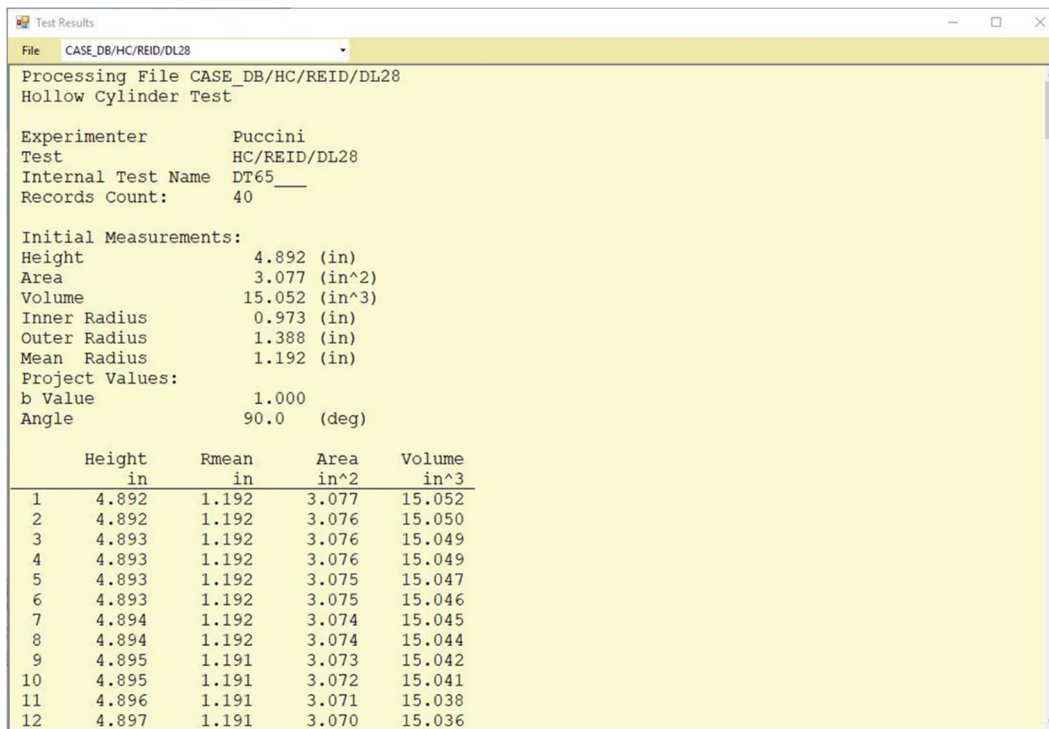 Test Results
File CASE_DB/HC/REID/DL28
Processing File CASE_DB/HC/REID/DL28
Hollow Cylinder Test
Experimenter Puccini
Test HC/REID/DL28
Internal Test Name DT65___
Records Count: 40
Initial Measurements:
Height 4.892 (in)
Area 3.077 (in^2)
Volume 15.052 (in^3)
Inner Radius 0.973 (in)
Outer Radius 1.388 (in)
Mean Radius 1.192 (in)
Project Values:
b Value 1.000
Angle 90.0 (deg)
Height Rmean Area Volume
in in in^2 in^3
1 4.892 1.192 3.077 15.052
2 4.892 1.192 3.076 15.050
3 4.893 1.192 3.076 15.049
4 4.893 1.192 3.076 15.049
5 4.893 1.192 3.075 15.047
6 4.893 1.192 3.075 15.046
7 4.894 1.192 3.074 15.045
8 4.894 1.192 3.074 15.044
9 4.895 1.191 3.073 15.042
10 4.895 1.191 3.072 15.041
11 4.896 1.191 3.071 15.038
12 4.897 1.191 3.070 15.036